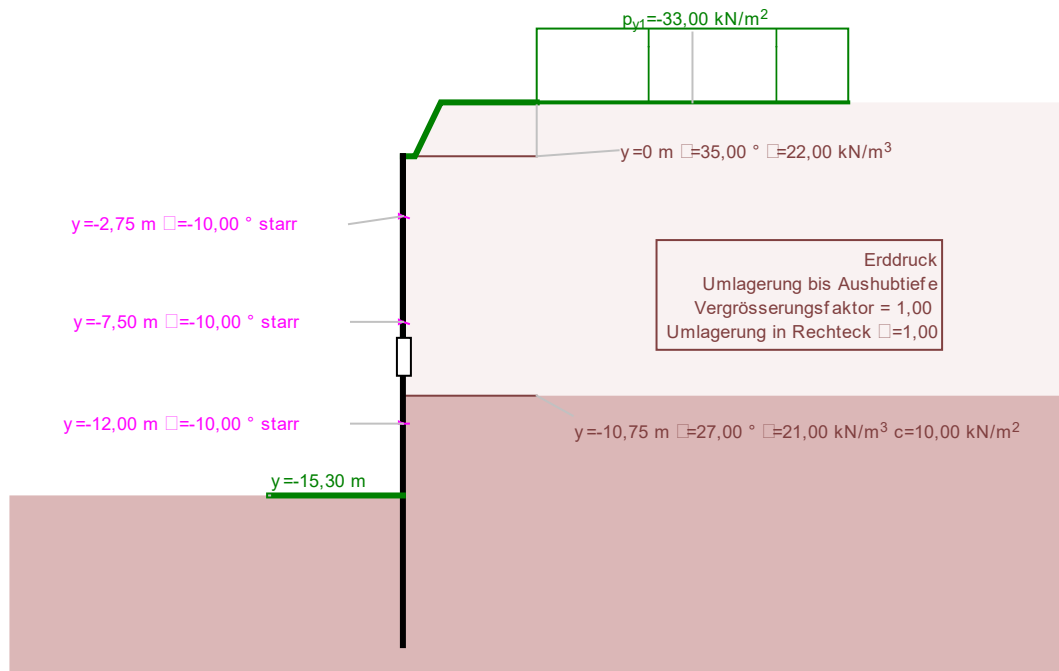 py1=-33,00 kN/m2
y=0 m □=35,00 ° □=22,00 kN/m3
y=-2,75 m □=-10,00 ° starr
Erddruck
Umlagerung bis Aushubtiefe
Vergrösserungsfaktor = 1,00
Umlagerung in Rechteck □=1,00
y=-7,50 m □=-10,00 ° starr
y=-12,00 m □=-10,00 ° starr
y=-10,75 m □=27,00 ° □=21,00 kN/m3 c=10,00 kN/m2
y=-15,30 m